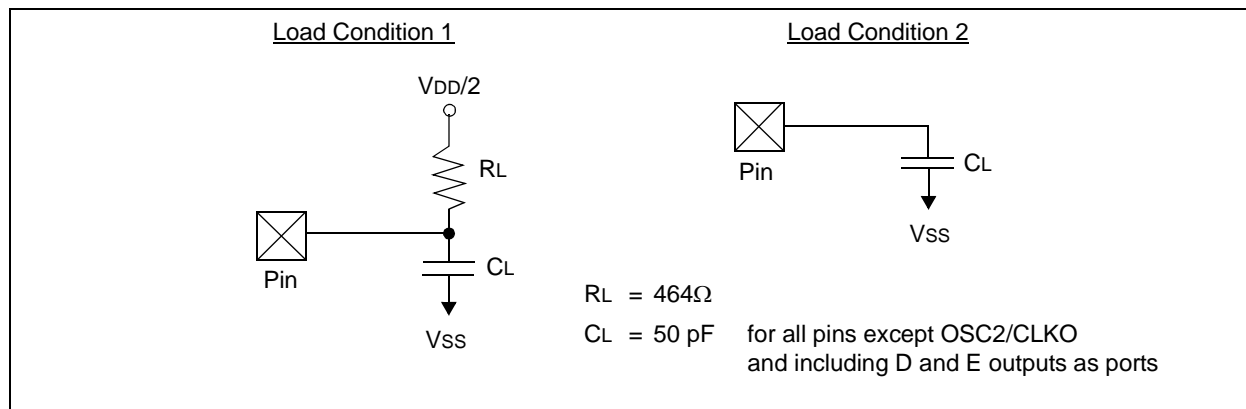 Load Condition 1
VDD/2
RL
Pin
CL
VSS
Load Condition 2
Pin
CL
VSS
RL = 464Ω
CL = 50 pF for all pins except OSC2/CLKO
and including D and E outputs as ports